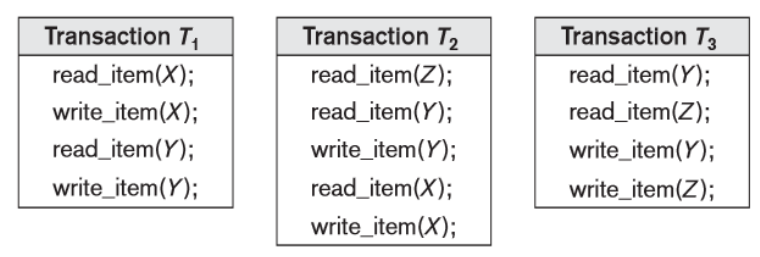 Transaction T₁
read_item(X);
write_item(X);
read_item(Y);
write_item(Y);
Transaction T₂
read_item(Z);
read_item(Y);
write_item(Y);
read_item(X);
write_item(X);
Transaction T₃
read_item(Y);
read_item(Z);
write_item(Y);
write_item(Z);